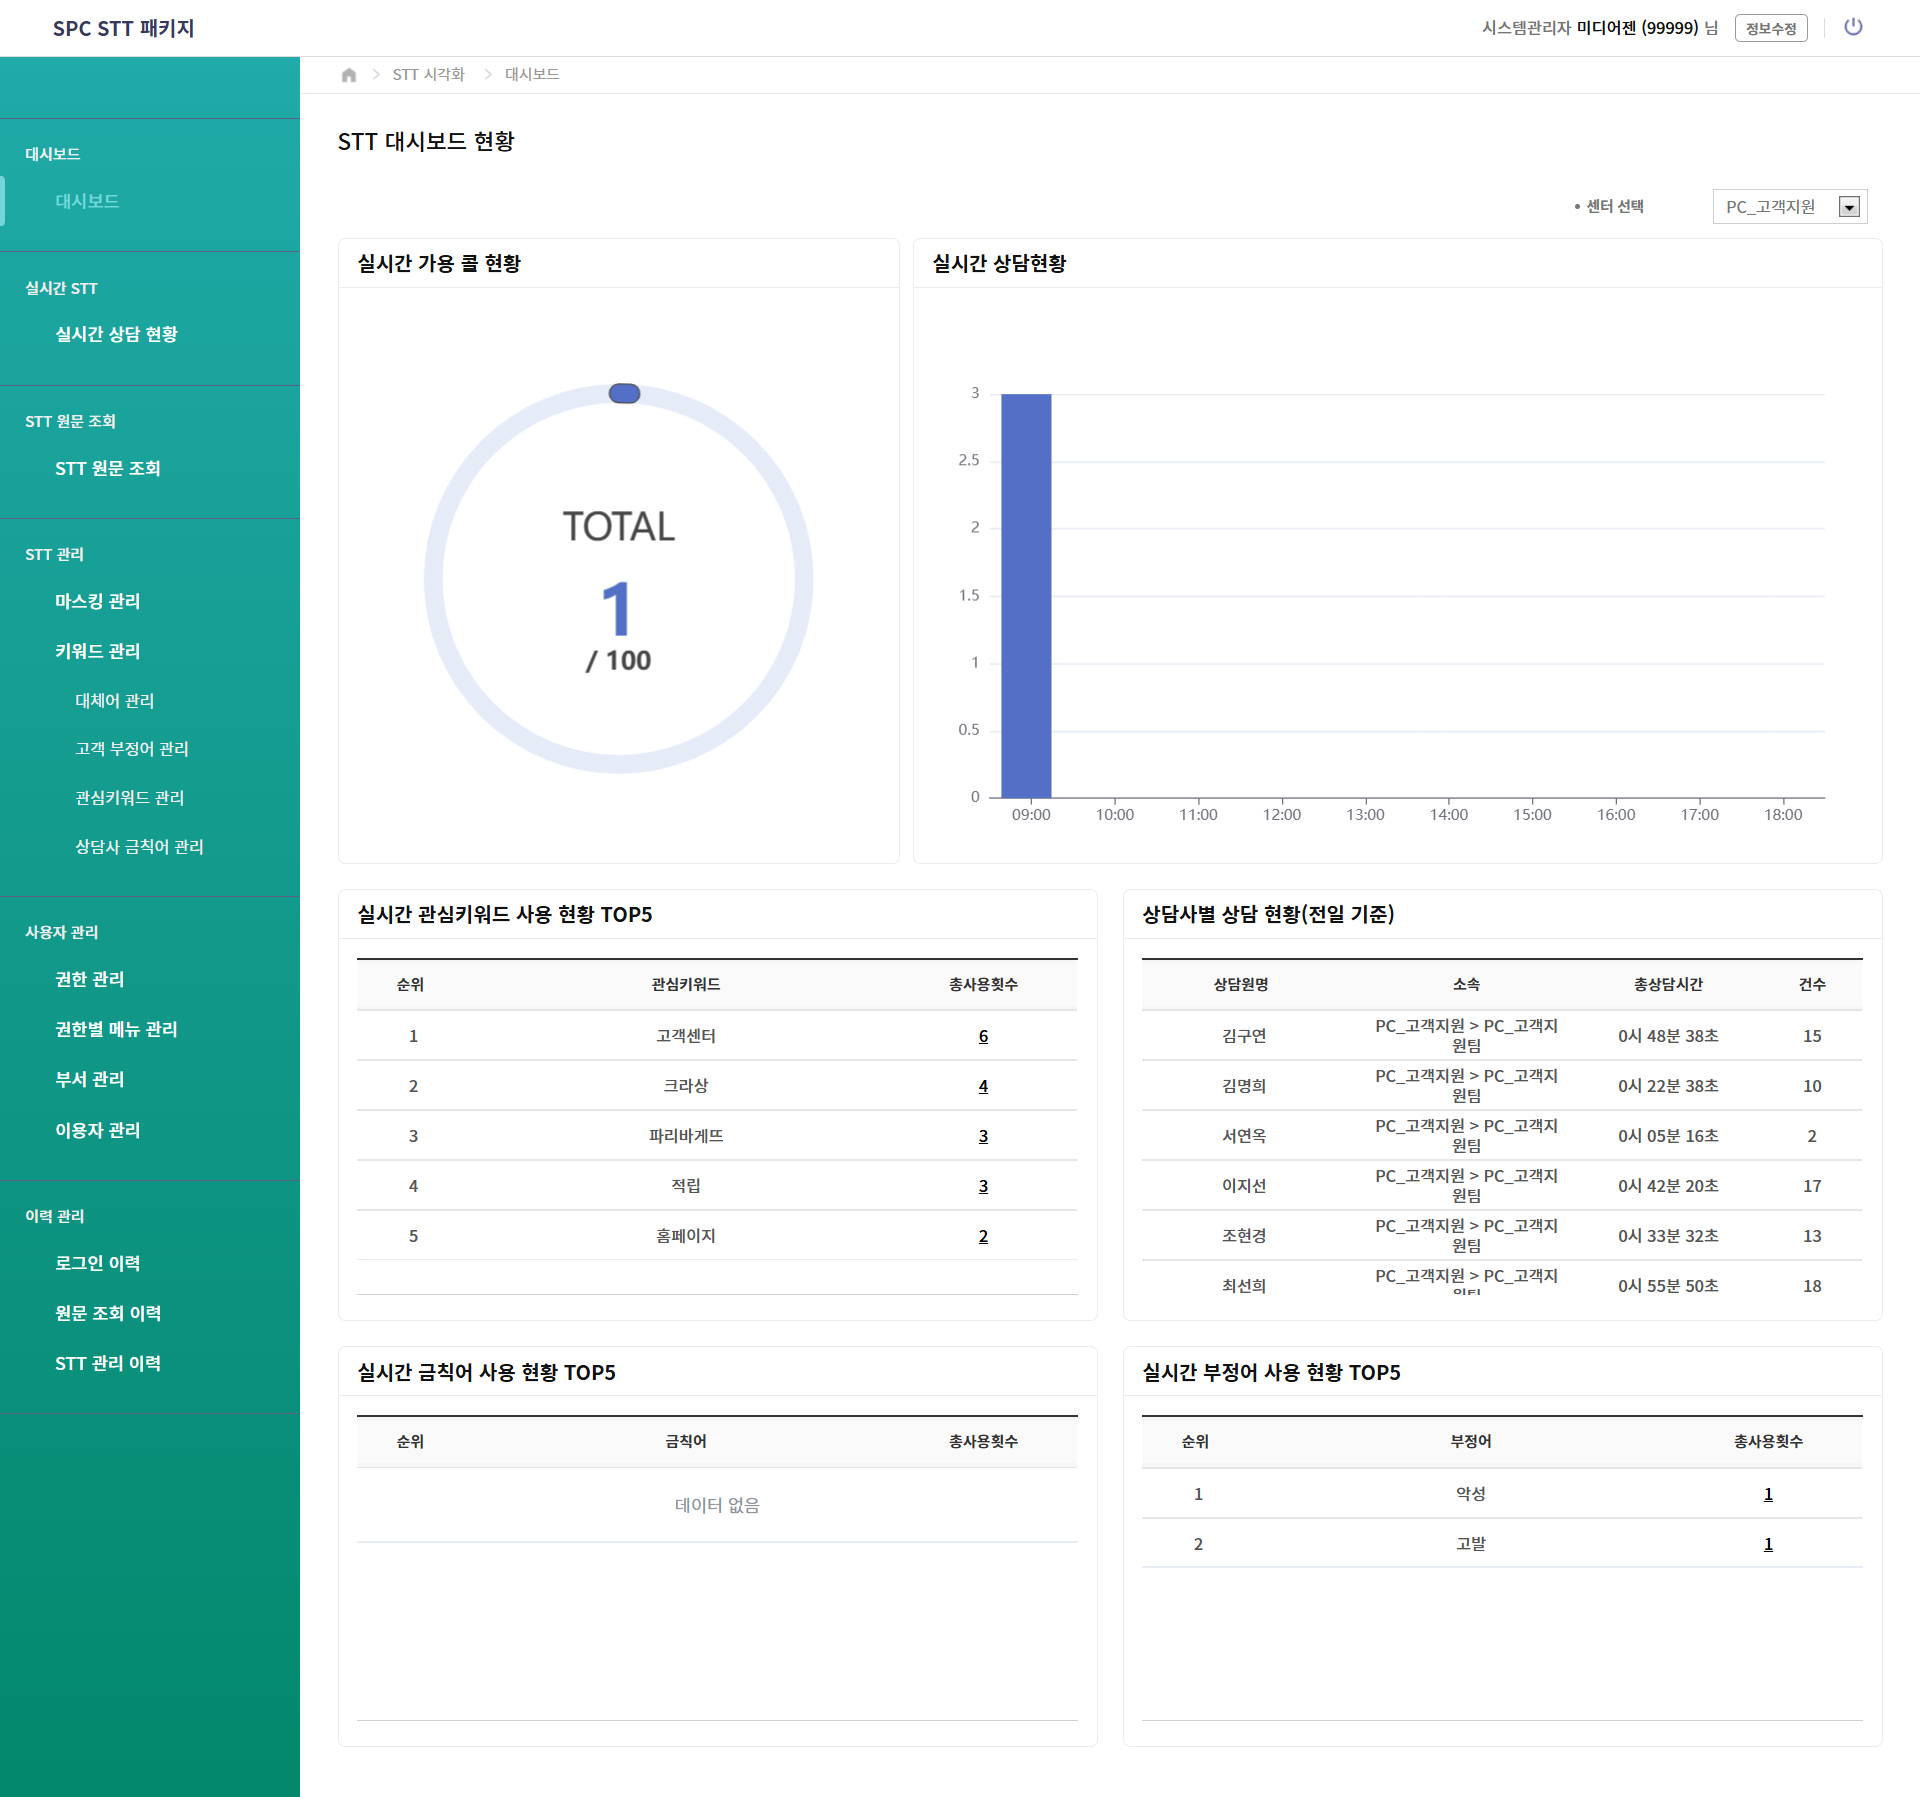 SPC STT 패키지
시스템관리자 미디어젠 (99999) 님
정보수정
STT 시각화
대시보드
대시보드
대시보드
실시간 STT
실시간 상담 현황
STT 원문 조회
STT 원문 조회
STT 관리
마스킹 관리
키워드 관리
대체어 관리
고객 부정어 관리
관심키워드 관리
상담사 금칙어 관리
사용자 관리
권한 관리
권한별 메뉴 관리
부서 관리
이용자 관리
이력 관리
로그인 이력
원문 조회 이력
STT 관리 이력
STT 대시보드 현황
• 센터 선택
PC_고객지원
실시간 가용 콜 현황
TOTAL
1
/ 100
실시간 상담현황
3
2.5
2
1.5
1
0.5
0
09:00 10:00 11:00 12:00 13:00 14:00 15:00 16:00 17:00 18:00
실시간 관심키워드 사용 현황 TOP5
순위 관심키워드 총사용횟수
1 고객센터 6
2 크라상 4
3 파리바게뜨 3
4 적립 3
5 홈페이지 2
상담사별 상담 현황(전일 기준)
상담원명 소속 총상담시간 건수
김구연 PC_고객지원 > PC_고객지 0시 48분 38초 15
원팀
김명희 PC_고객지원 > PC_고객지 0시 22분 38초 10
원팀
서연옥 PC_고객지원 > PC_고객지 0시 05분 16초 2
원팀
이지선 PC_고객지원 > PC_고객지 0시 42분 20초 17
원팀
조현경 PC_고객지원 > PC_고객지 0시 33분 32초 13
원팀
최선희 PC_고객지원 > PC_고객지 0시 55분 50초 18
실시간 금칙어 사용 현황 TOP5
순위 금칙어 총사용횟수
데이터 없음
실시간 부정어 사용 현황 TOP5
순위 부정어 총사용횟수
1 악성 1
2 고발 1